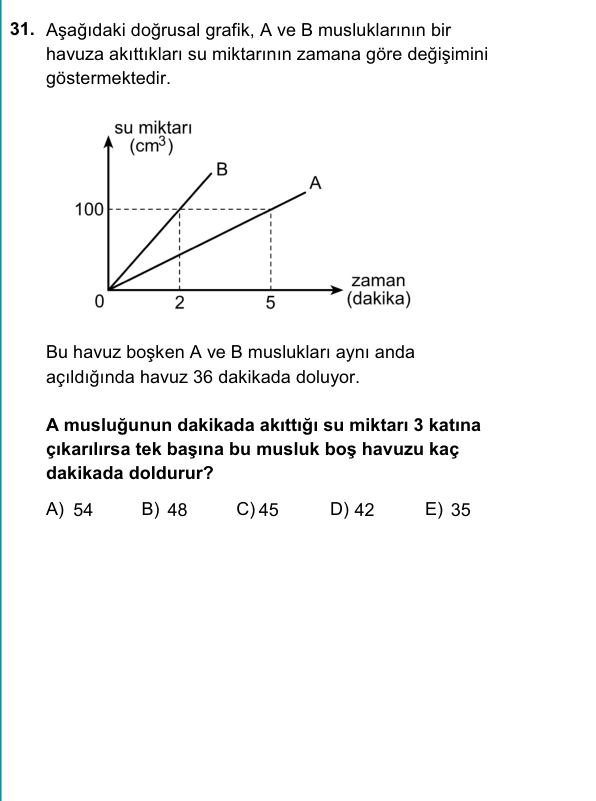 31. Aşağıdaki doğrusal grafik, A ve B musluklarının bir
havuza akıttıkları su miktarının zamana göre değişimini
göstermektedir.
su miktarı
(cm³)
B
A
100
zaman
(dakika)
0 2 5
Bu havuz boşken A ve B muslukları aynı anda
açıldığında havuz 36 dakikada doluyor.
A musluğunun dakikada akıttığı su miktarı 3 katına
çıkarılırsa tek başına bu musluk boş havuzu kaç
dakikada doldurur?
A) 54 B) 48 C) 45 D) 42 E) 35